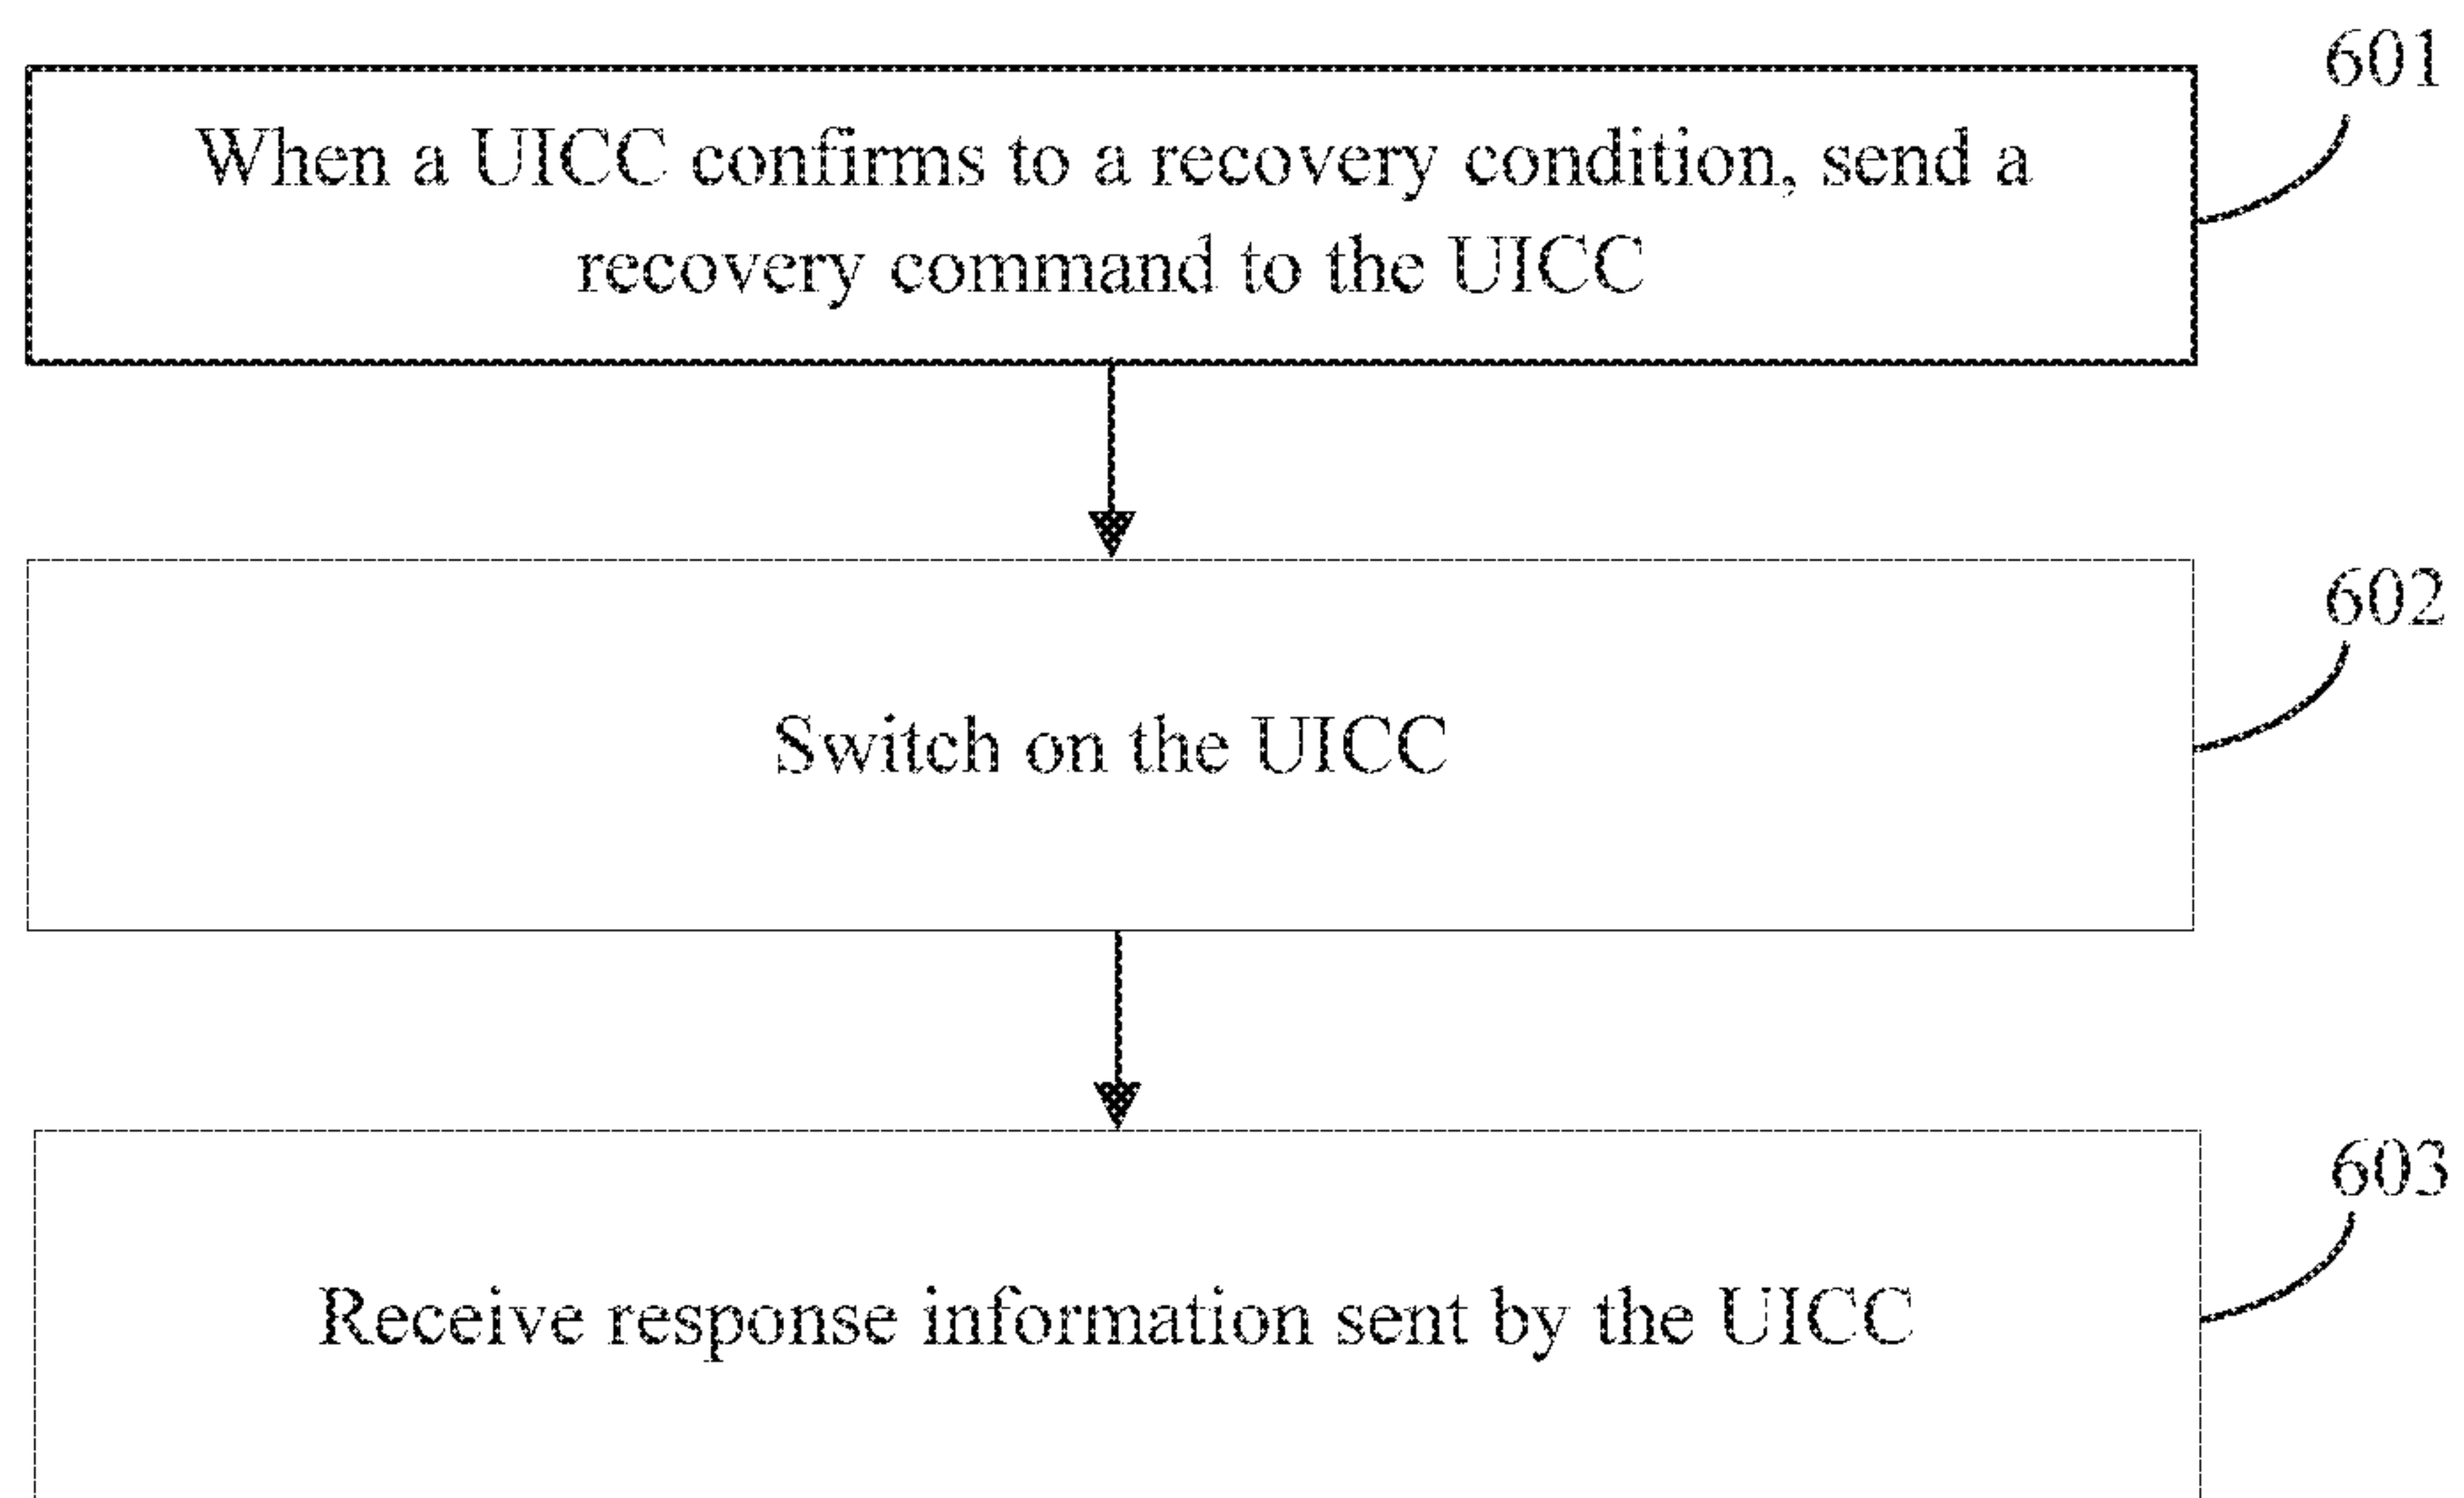 601
When a UICC confirms to a recovery condition, send a
recovery command to the UICC
602
Switch on the UICC
603
Receive response information sent by the UICC